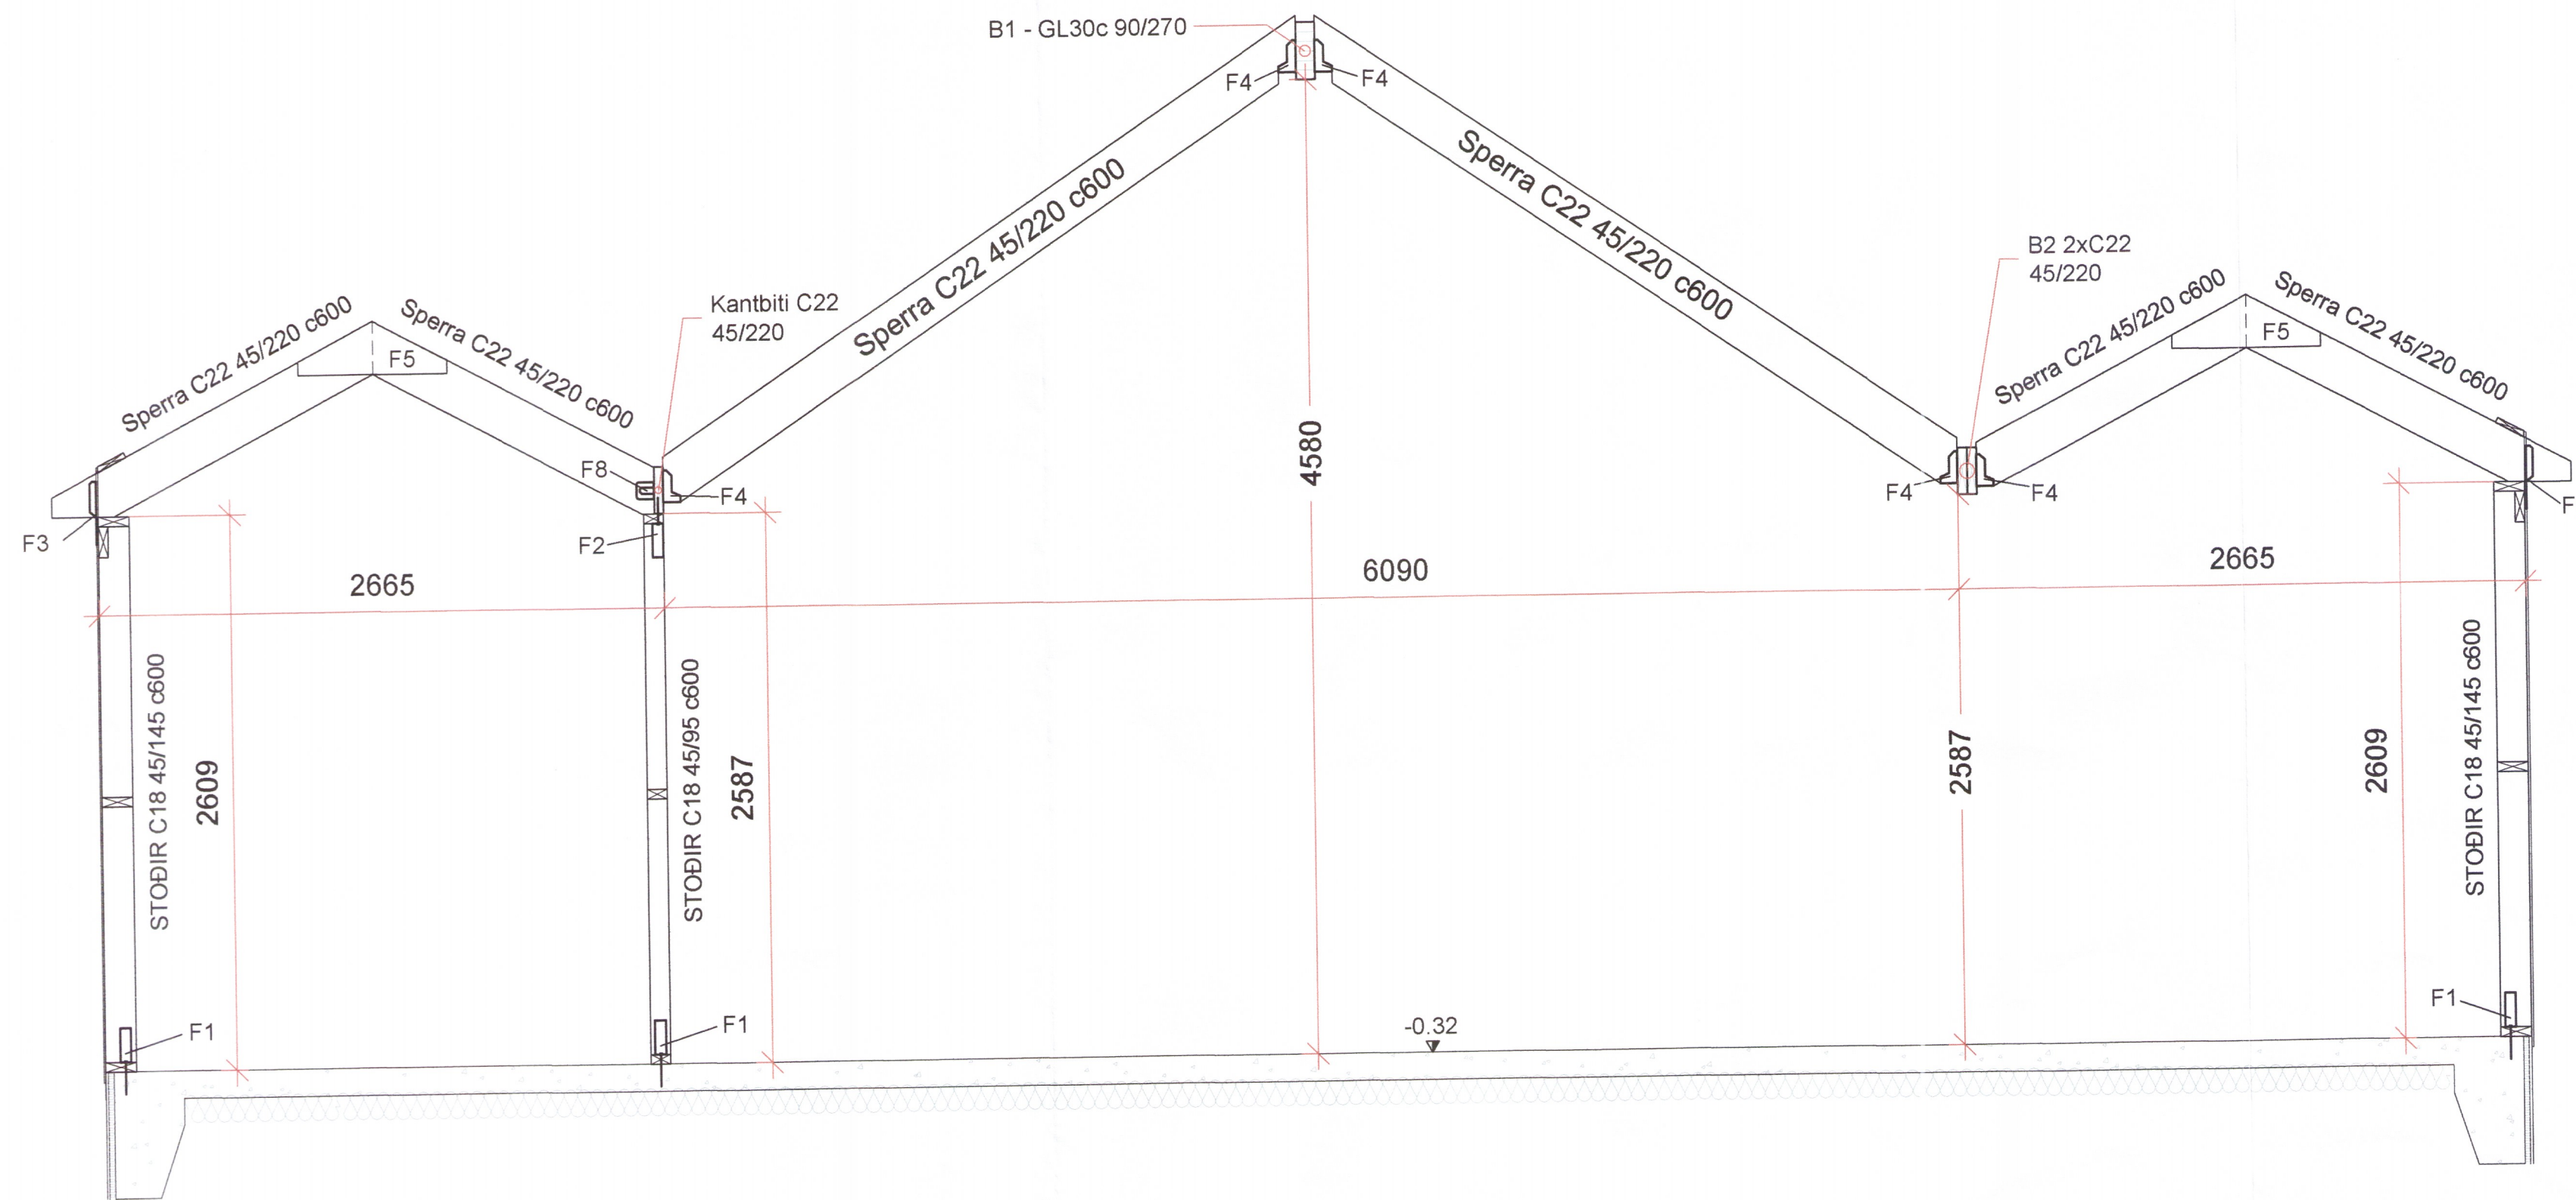 B1 - GL30c 90/270
F4
F4
Sperra C22 45/220 c600
Sperra C22 45/220 c600
B2 2xC22
45/220
Kantbiti C22
45/220
Sperra C22 45/220 c600
Sperra C22 45/220 c600
F5
Sperra C22 45/220 c600
Sperra C22 45/220 c600
F5
F8
F4
F4
F4
F3
F2
F
4580
2665
6090
2665
STOÐIR C18 45/145 c600
2609
STOÐIR C18 45/95 c600
2587
2587
2609
STOÐIR C18 45/145 c600
F1
F1
-0.32
F1